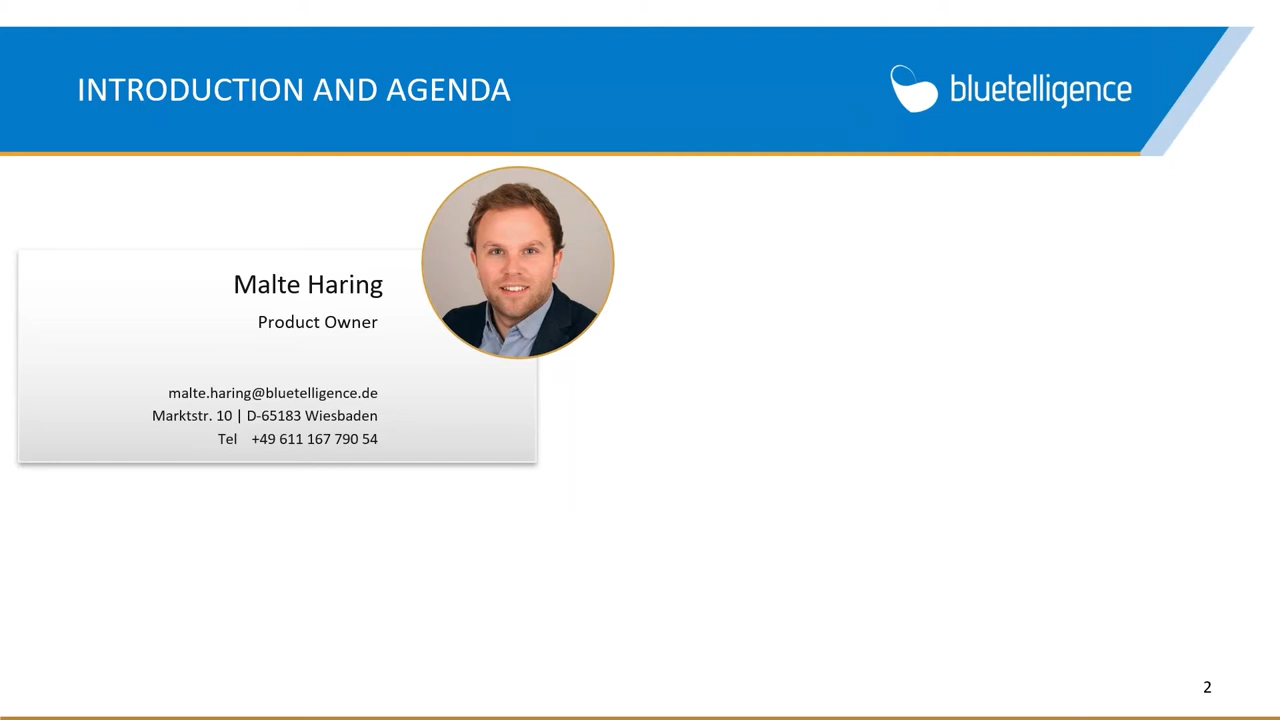 INTRODUCTION AND AGENDA
bluetelligence
Malte Haring
Product Owner
malte.haring@bluetelligence.de
Marktstr. 10 | D-65183 Wiesbaden
Tel +49 611 167 790 54
2